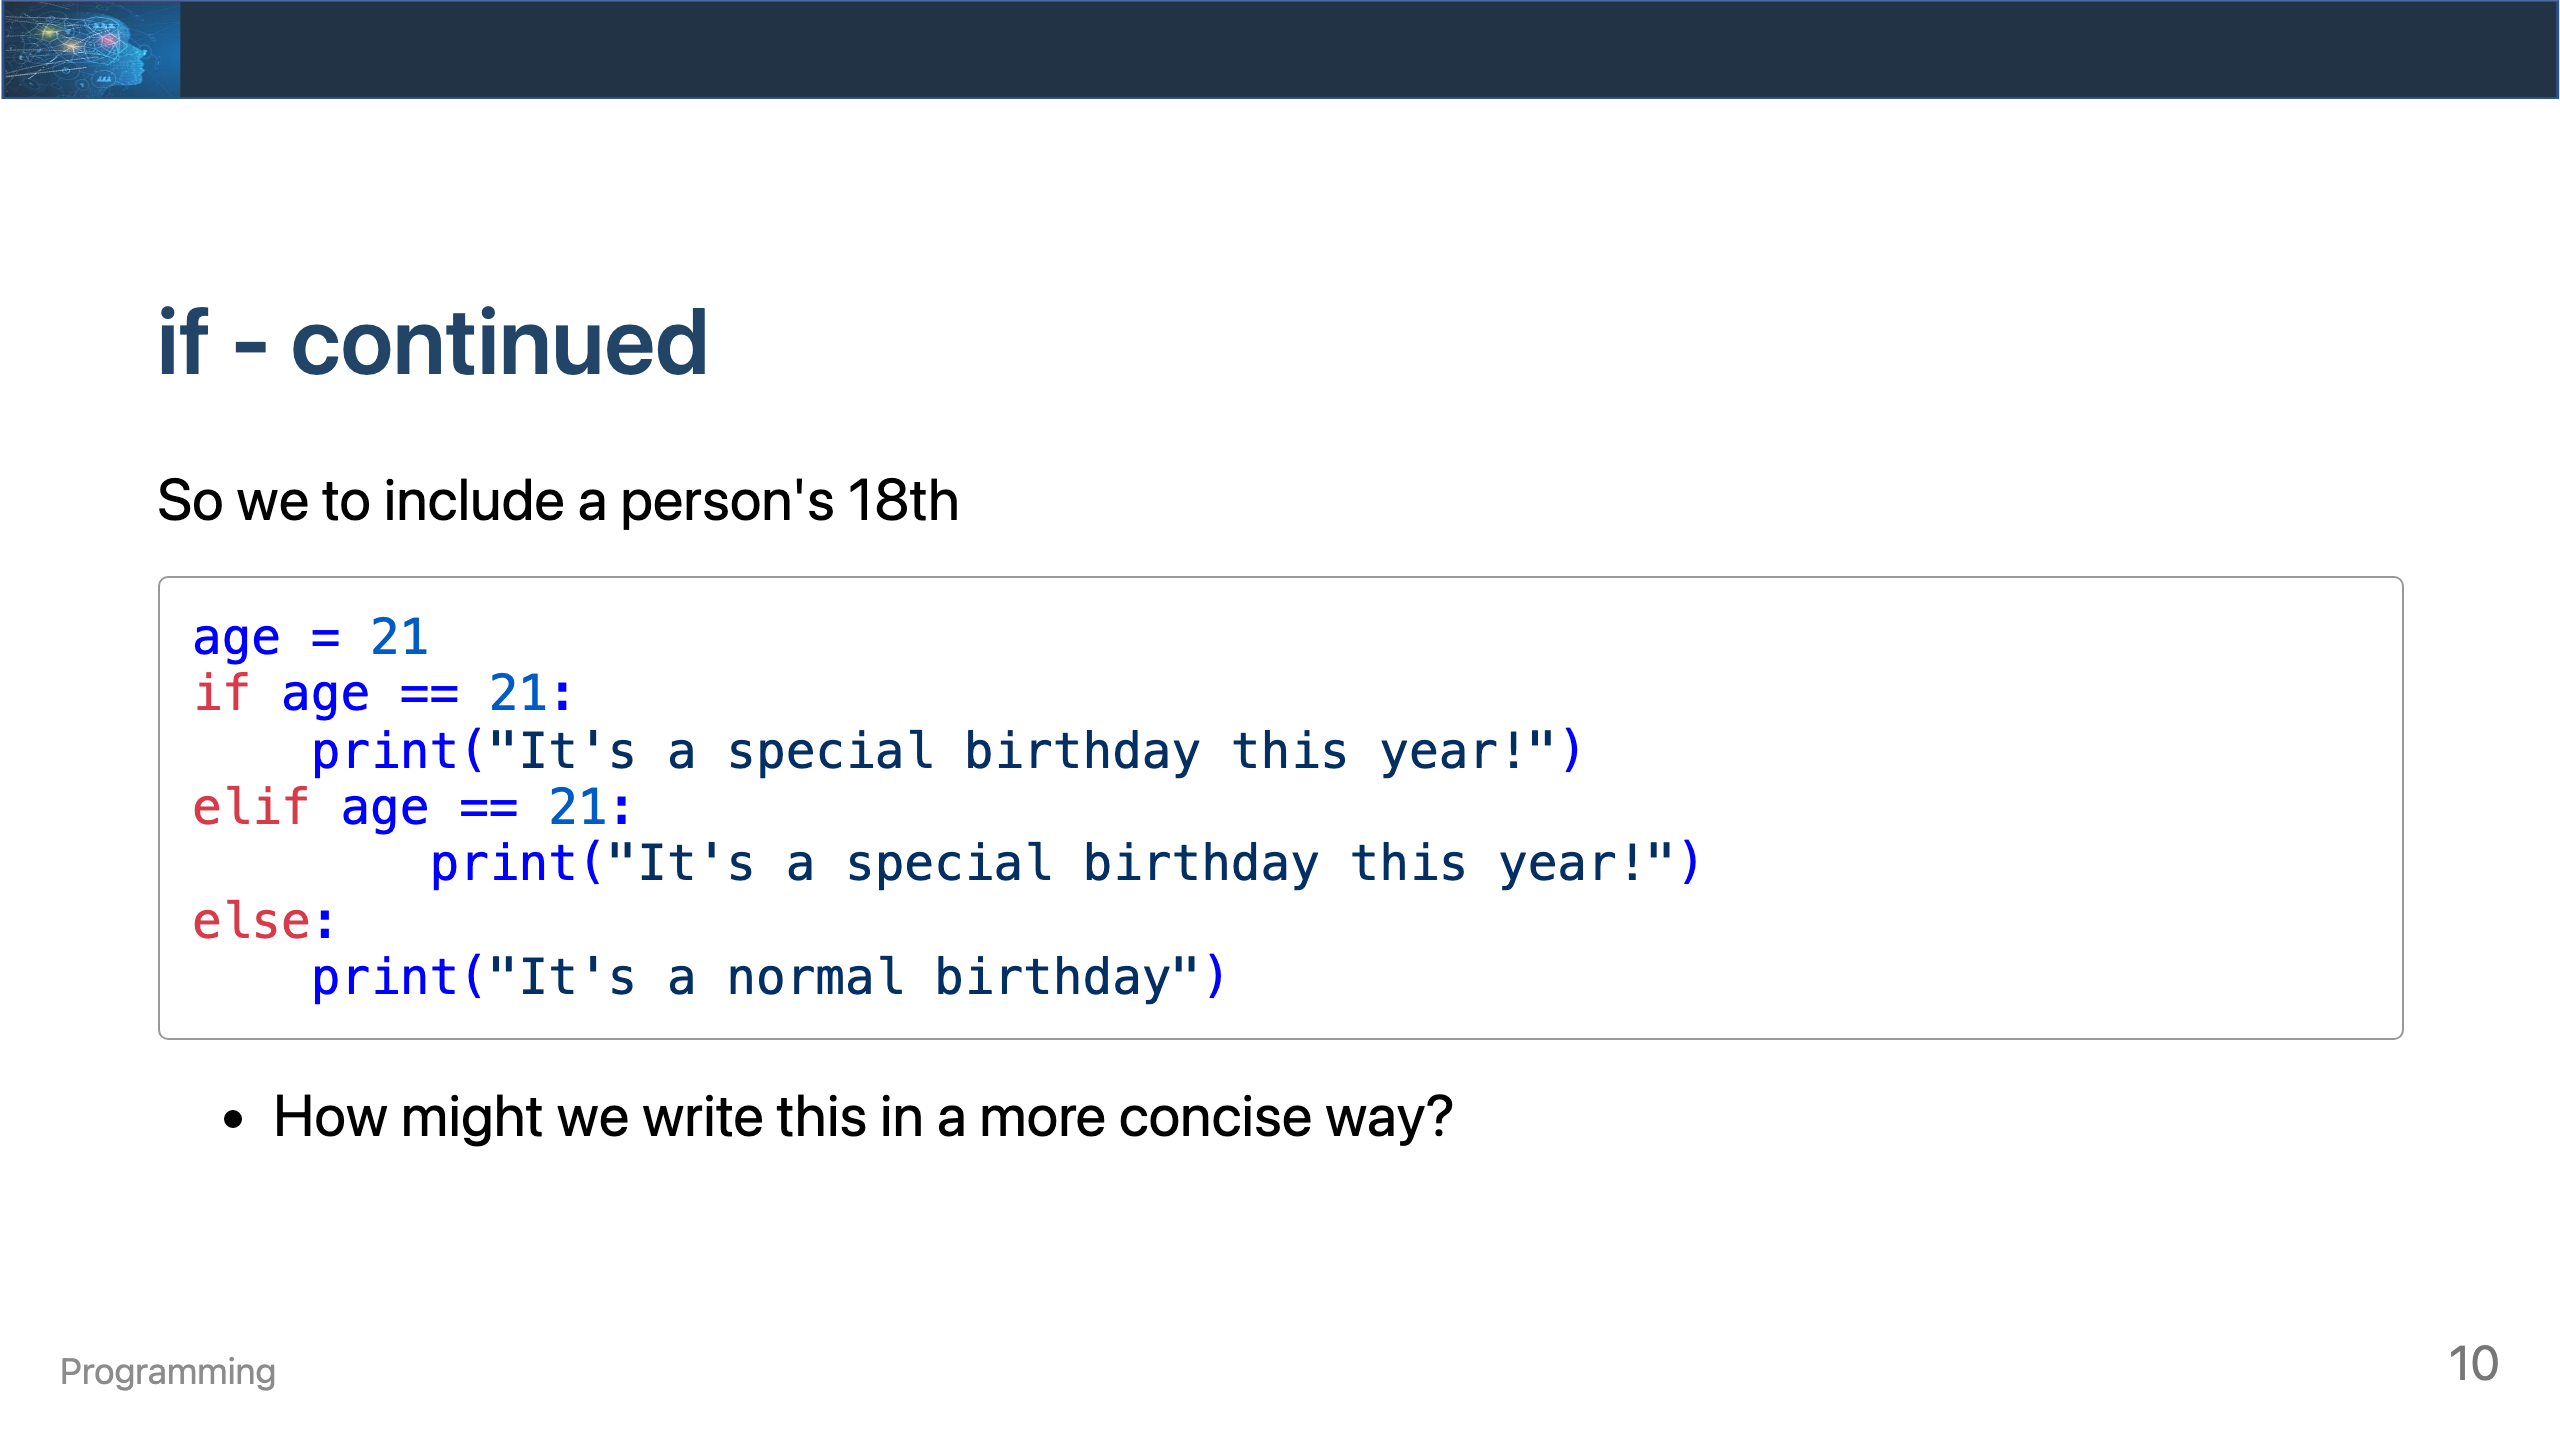 if - continued
So we to include a person's 18th
age = 21
if age == 21:
    print("It's a special birthday this year!")
elif age == 21:
        print("It's a special birthday this year!")
else:
    print("It's a normal birthday")
• How might we write this in a more concise way?
Programming
10